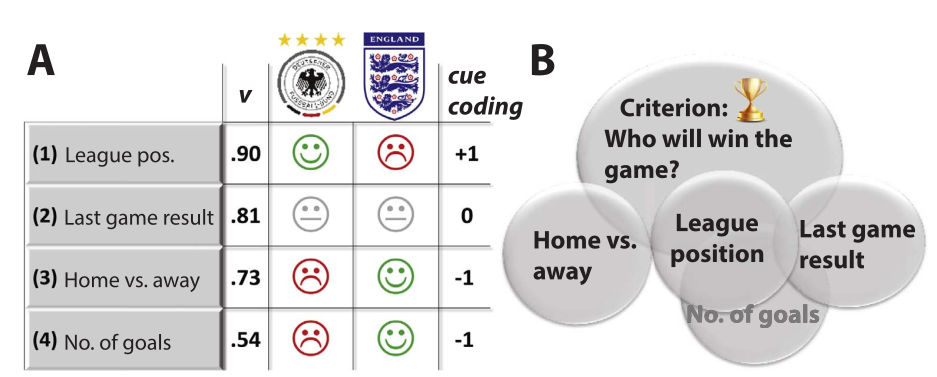 A
v
DEUTSCHER
FUSSBALL-BUND
ENGLAND
cue
coding
(1) League pos. .90 +1
(2) Last game result .81 0
(3) Home vs. away .73 -1
(4) No. of goals .54 -1
B
Criterion:
Who will win the
game?
Home vs.
away
League
position
Last game
result
No. of goals